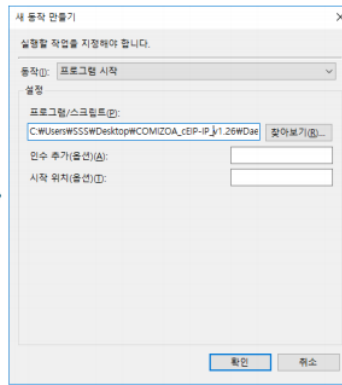 새 동작 만들기
실행할 작업을 지정해야 합니다.
동작(I): 프로그램 시작
설정
프로그램/스크립트(P):
C:₩Users₩SSS₩Desktop₩COMIZOA_cEIP-IP_v1.26₩Dae 찾아보기(R)...
인수 추가(옵션)(A):
시작 위치(옵션)(T):
확인 취소